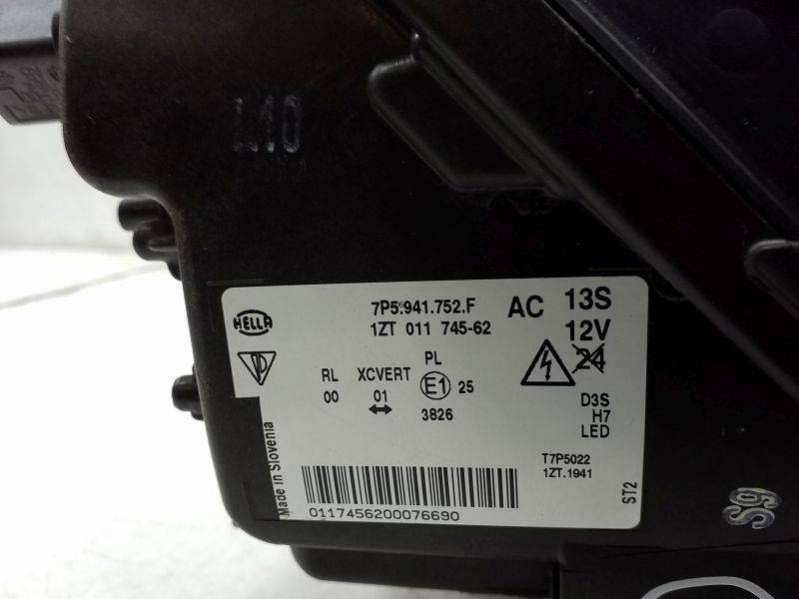 L10
HELLA
7P5.941.752.F
AC
13S
1ZT 011 745-62
12V
24
PL
RL
XCVERT
E1
25
00
01
3826
D3S
H7
LED
Made in Slovenia
T7P5022
1ZT.1941
ST2
0117456200076690
S9